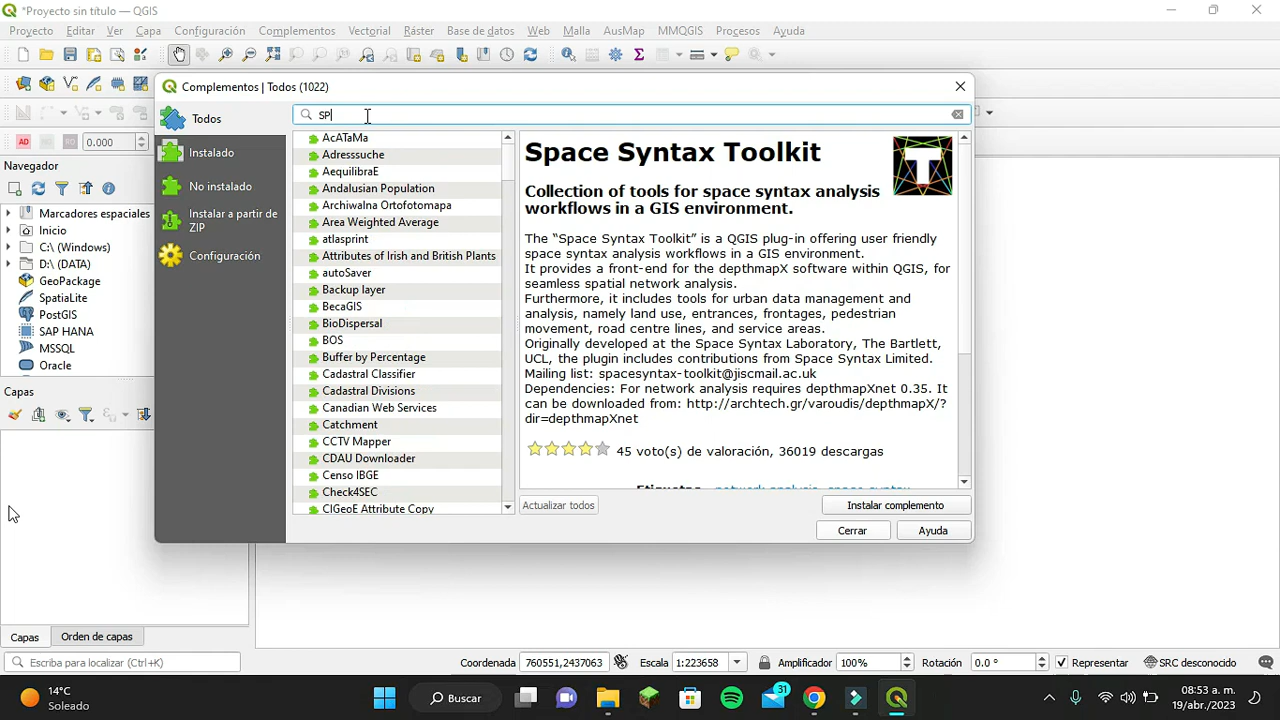 *Proyecto sin título — QGIS
Proyecto Editar Ver Capa Configuración Complementos Vectorial Ráster Base de datos Web Malla AusMap MMQGIS Procesos Ayuda
0.000
Navegador
Marcadores espaciales
Inicio
C:\ (Windows)
D:\ (DATA)
GeoPackage
SpatiaLite
PostGIS
SAP HANA
MSSQL
Oracle
Capas
Capas Orden de capas
Complementos | Todos (1022)
Todos
Instalado
No instalado
Instalar a partir de
ZIP
Configuración
SP
AcATaMa
Adresssuche
AequilibraE
Andalusian Population
Archiwalna Ortofotomapa
Area Weighted Average
atlasprint
Attributes of Irish and British Plants
autoSaver
Backup layer
BecaGIS
BioDispersal
BOS
Buffer by Percentage
Cadastral Classifier
Cadastral Divisions
Canadian Web Services
Catchment
CCTV Mapper
CDAU Downloader
Censo IBGE
Check4SEC
CIGeoE Attribute Copy
Space Syntax Toolkit
Collection of tools for space syntax analysis
workflows in a GIS environment.
The “Space Syntax Toolkit” is a QGIS plug-in offering user friendly
space syntax analysis workflows in a GIS environment.
It provides a front-end for the depthmapX software within QGIS, for
seamless spatial network analysis.
Furthermore, it includes tools for urban data management and
analysis, namely land use, entrances, frontages, pedestrian
movement, road centre lines, and service areas.
Originally developed at the Space Syntax Laboratory, The Bartlett,
UCL, the plugin includes contributions from Space Syntax Limited.
Mailing list: spacesyntax-toolkit@jiscmail.ac.uk
Dependencies: For network analysis requires depthmapXnet 0.35. It
can be downloaded from: http://archtech.gr/varoudis/depthmapX/?
dir=depthmapXnet
45 voto(s) de valoración, 36019 descargas
Etiquetas network analysis, space syntax
Actualizar todos Instalar complemento
Cerrar Ayuda
Escriba para localizar (Ctrl+K) Coordenada 760551,2437063 Escala 1:223658 Amplificador 100% Rotación 0.0 ° Representar SRC desconocido
14°C
Soleado
Buscar
31
08:53 a. m.
19/abr./2023